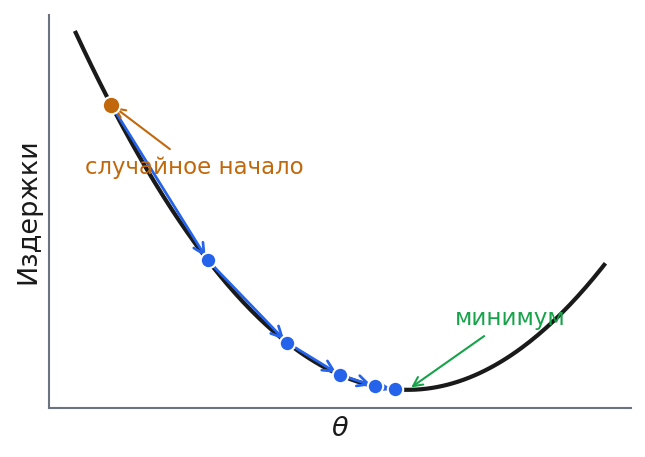 Издержки
случайное начало
минимум
θ